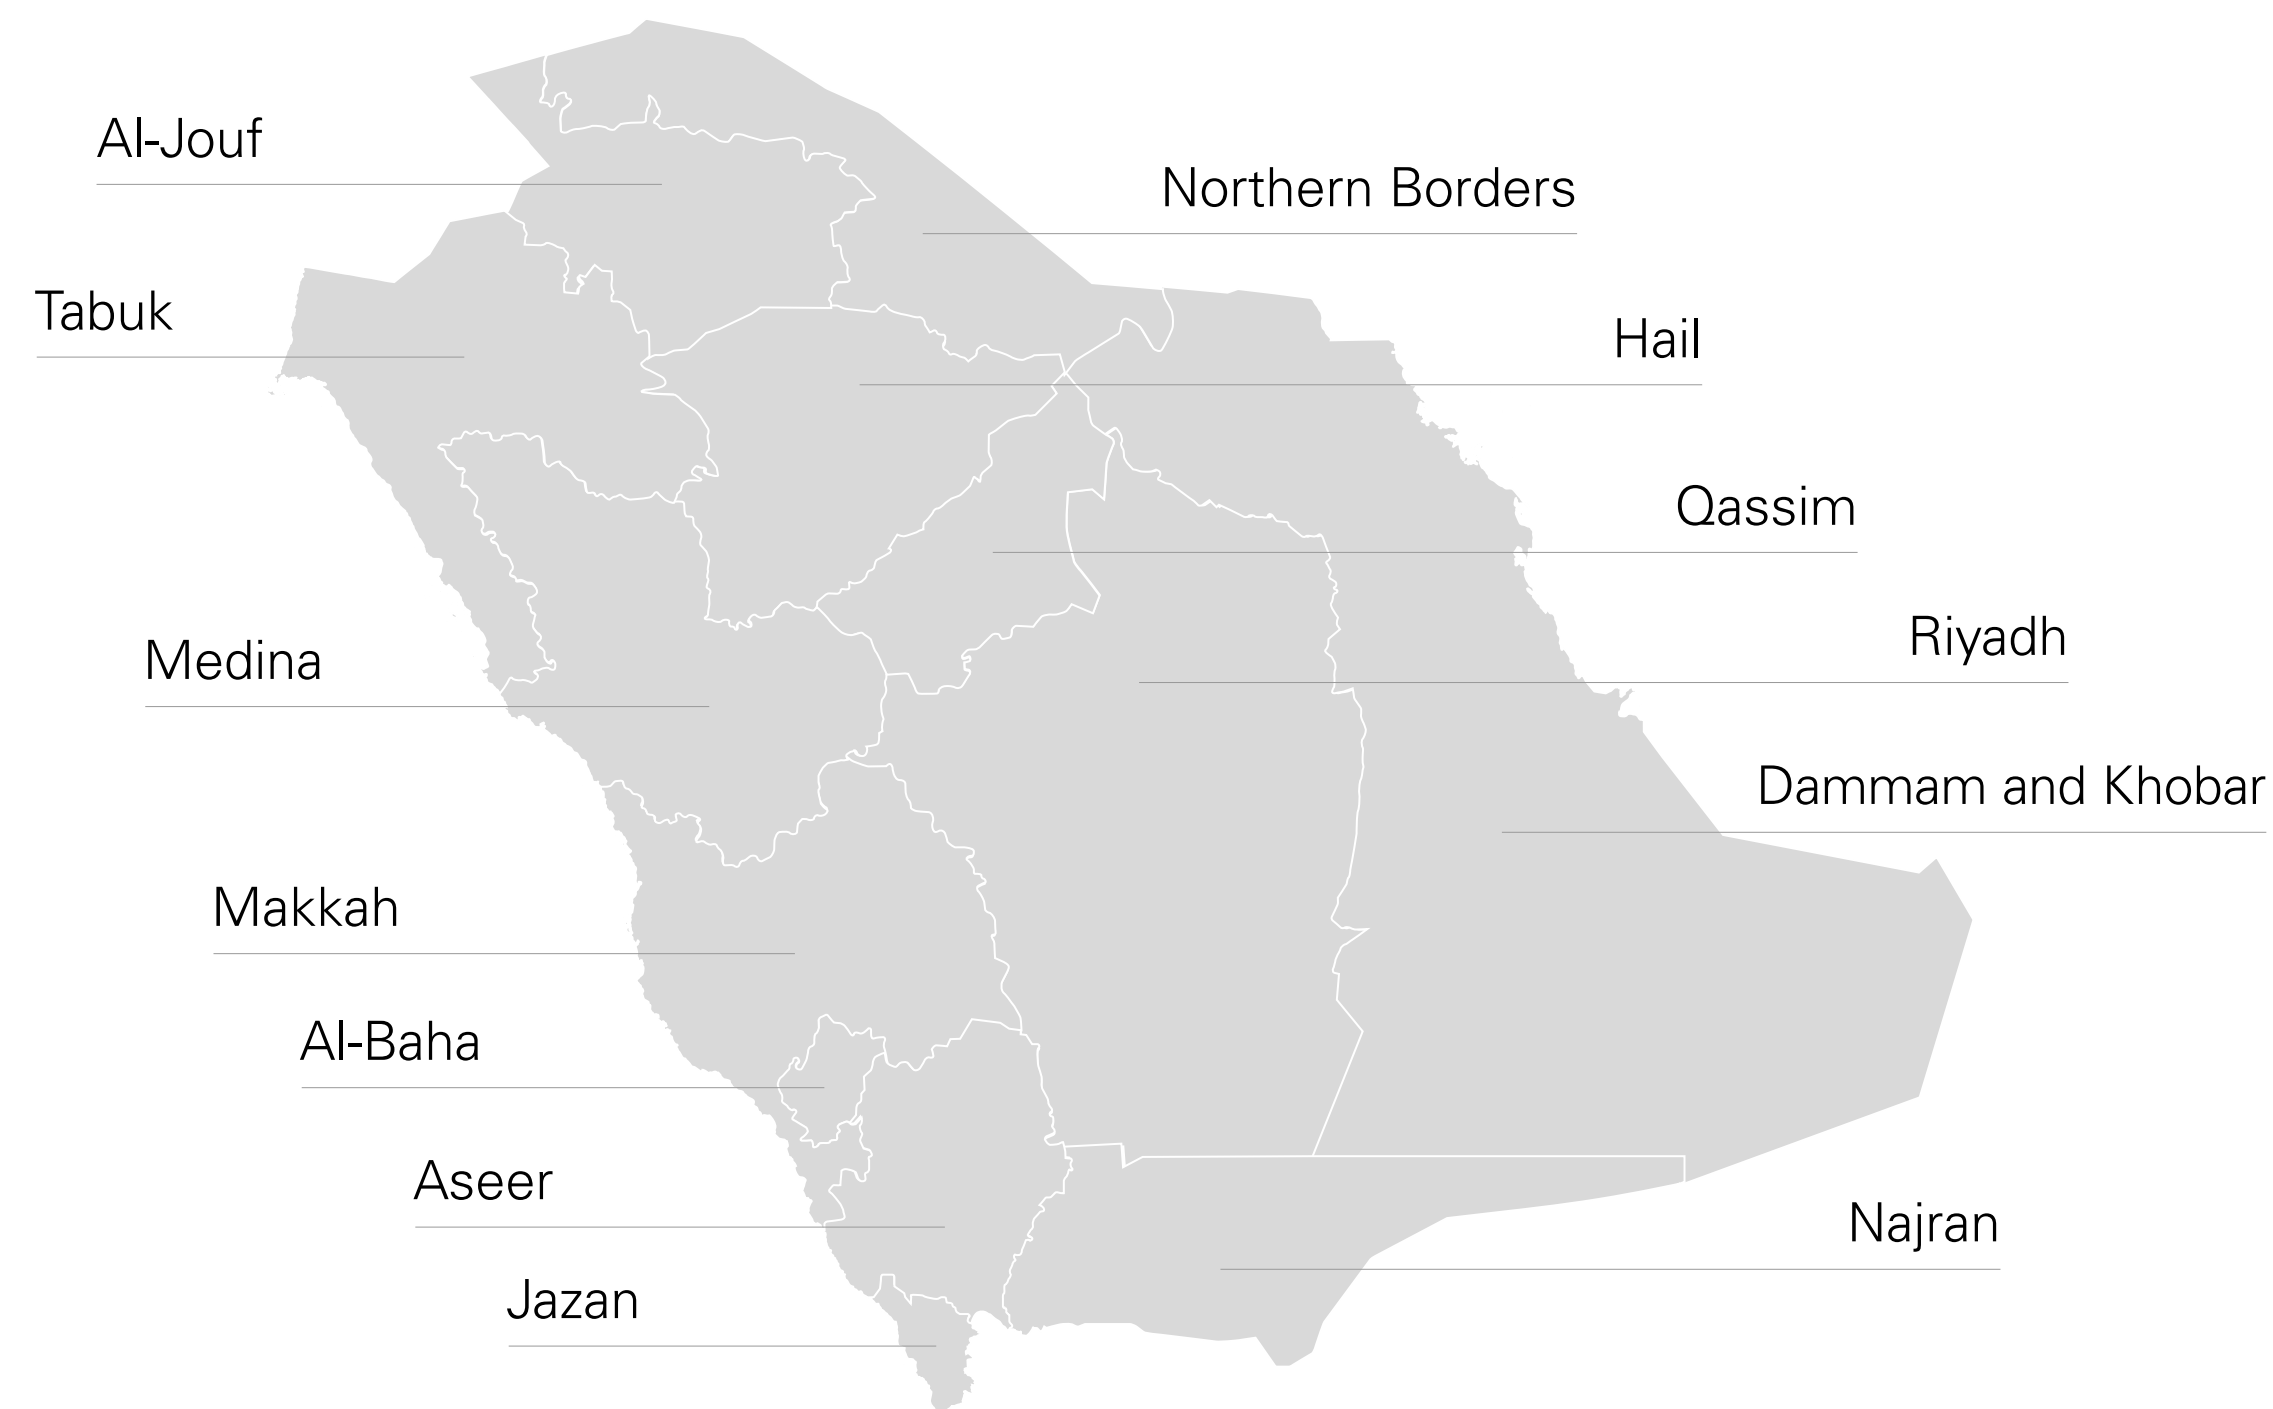 Al-Jouf
Northern Borders
Tabuk
Hail
Qassim
Riyadh
Medina
Dammam and Khobar
Makkah
Al-Baha
Aseer
Najran
Jazan